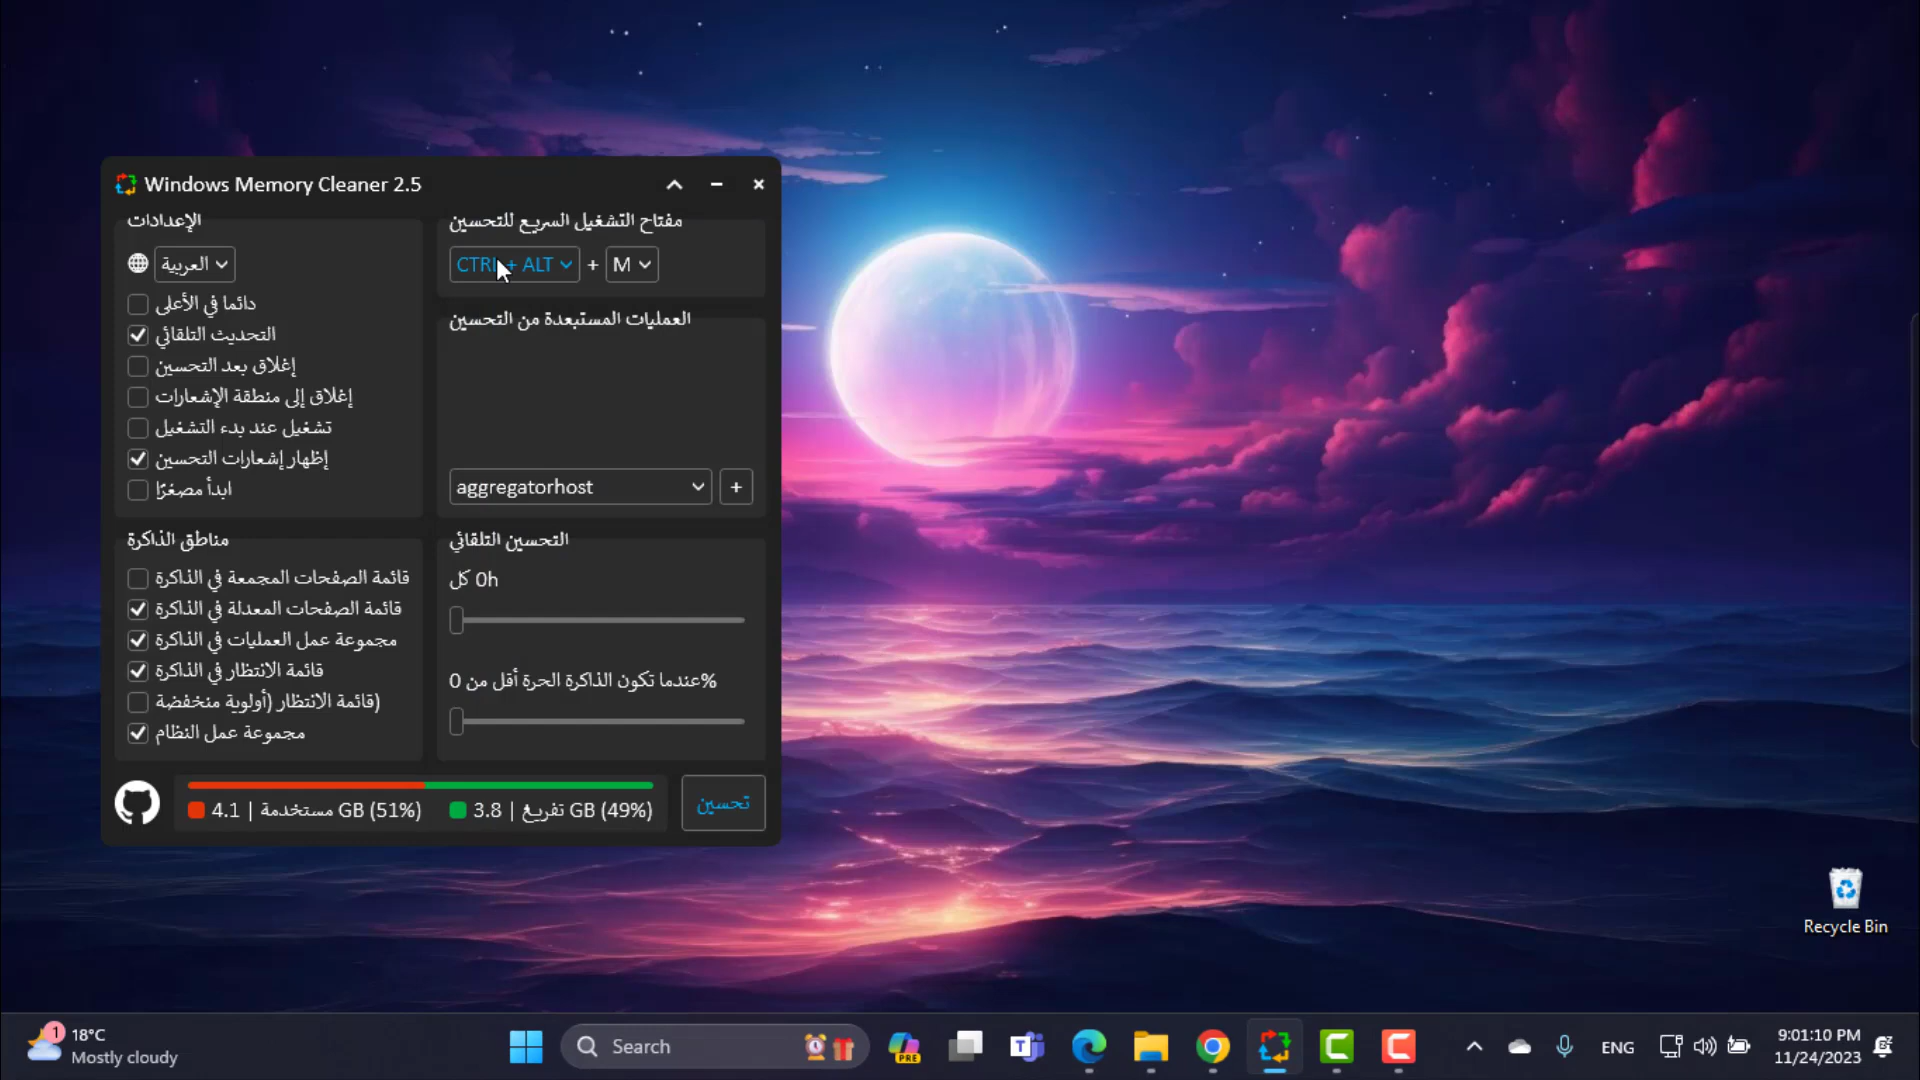 Windows Memory Cleaner 2.5
الإعدادات
العربية
دائما في الأعلى
التحديث التلقائي
إغلاق بعد التحسين
إغلاق إلى منطقة الإشعارات
تشغيل عند بدء التشغيل
إظهار إشعارات التحسين
ابدأ مصغرًا
مفتاح التشغيل السريع للتحسين
CTRL + ALT + M
العمليات المستبعدة من التحسين
aggregatorhost +
مناطق الذاكرة
قائمة الصفحات المجمعة في الذاكرة
قائمة الصفحات المعدلة في الذاكرة
مجموعة عمل العمليات في الذاكرة
قائمة الانتظار في الذاكرة
قائمة الانتظار (أولوية منخفضة)
مجموعة عمل النظام
التحسين التلقائي
كل 0h
عندما تكون الذاكرة الحرة أقل من 0%
4.1 | مستخدمة GB (51%)
3.8 | تفريغ GB (49%)
تحسين
Recycle Bin
1
18°C
Mostly cloudy
Search
PRE
T
ENG
9:01:10 PM
11/24/2023